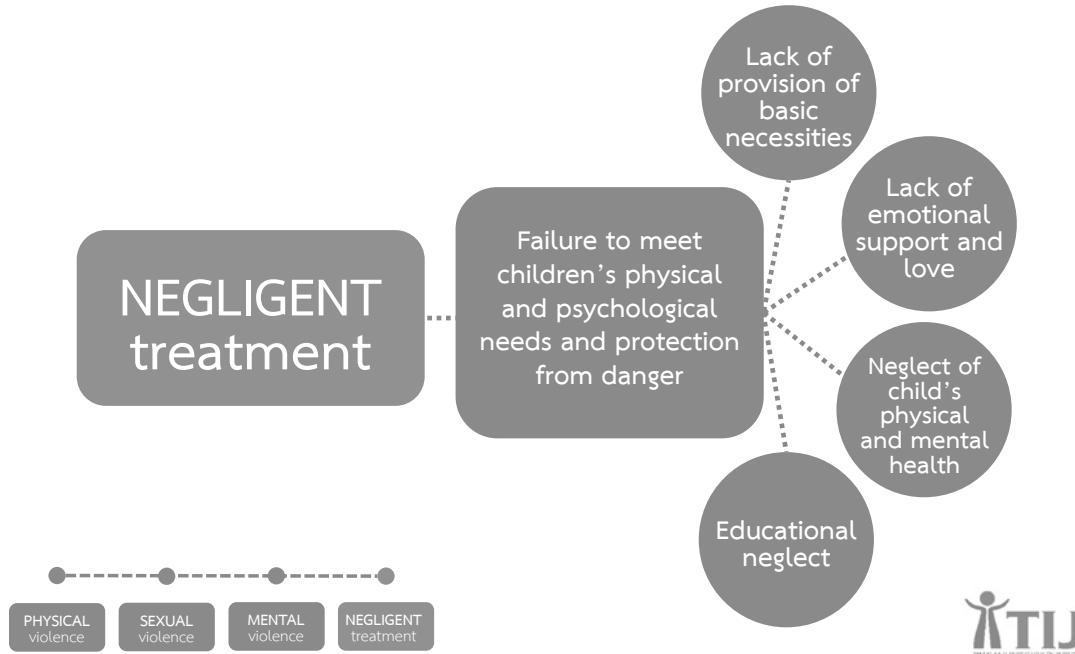 NEGLIGENT
treatment
Failure to meet
children’s physical
and psychological
needs and protection
from danger
Lack of
provision of
basic
necessities
Lack of
emotional
support and
love
Neglect of
child’s
physical
and mental
health
Educational
neglect
PHYSICAL
violence
SEXUAL
violence
MENTAL
violence
NEGLIGENT
treatment
TIJ